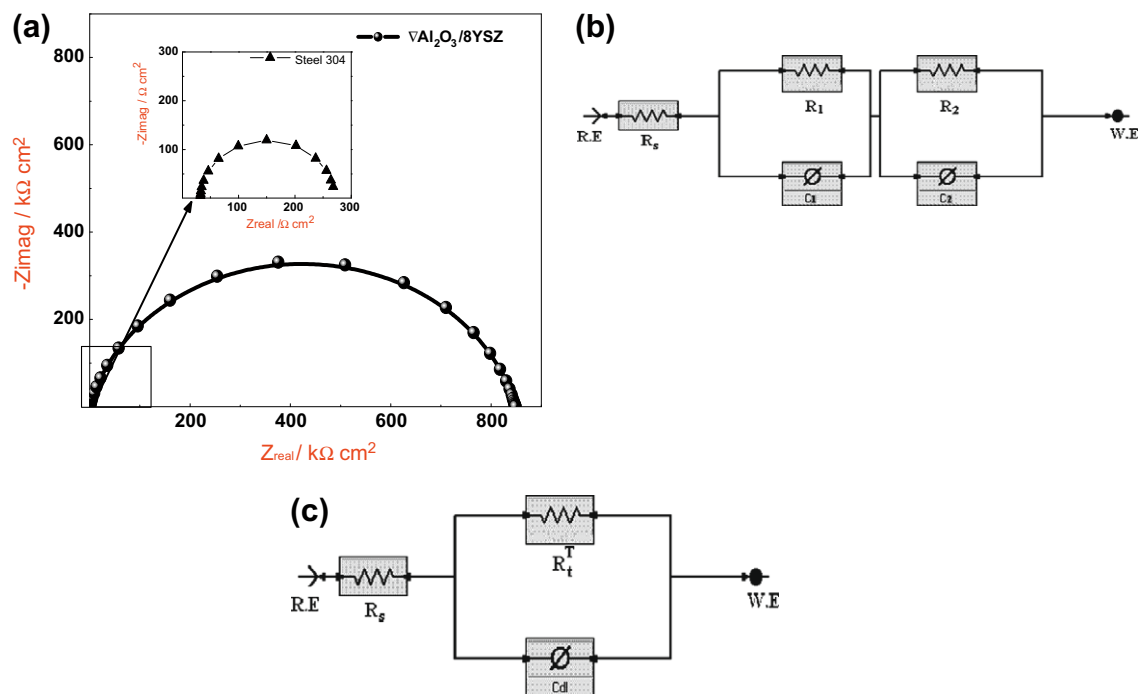 (a)
∇Al₂O₃/8YSZ
Steel 304
-Zimag / Ω cm²
300
200
100
100 200 300
Zreal /Ω cm²
-Zimag / kΩ cm²
800
600
400
200
200 400 600 800
Zreal / kΩ cm²
(b)
R.E
Rs
R1
C1
R2
C2
W.E
(c)
R.E
Rs
R_t^T
Cdl
W.E